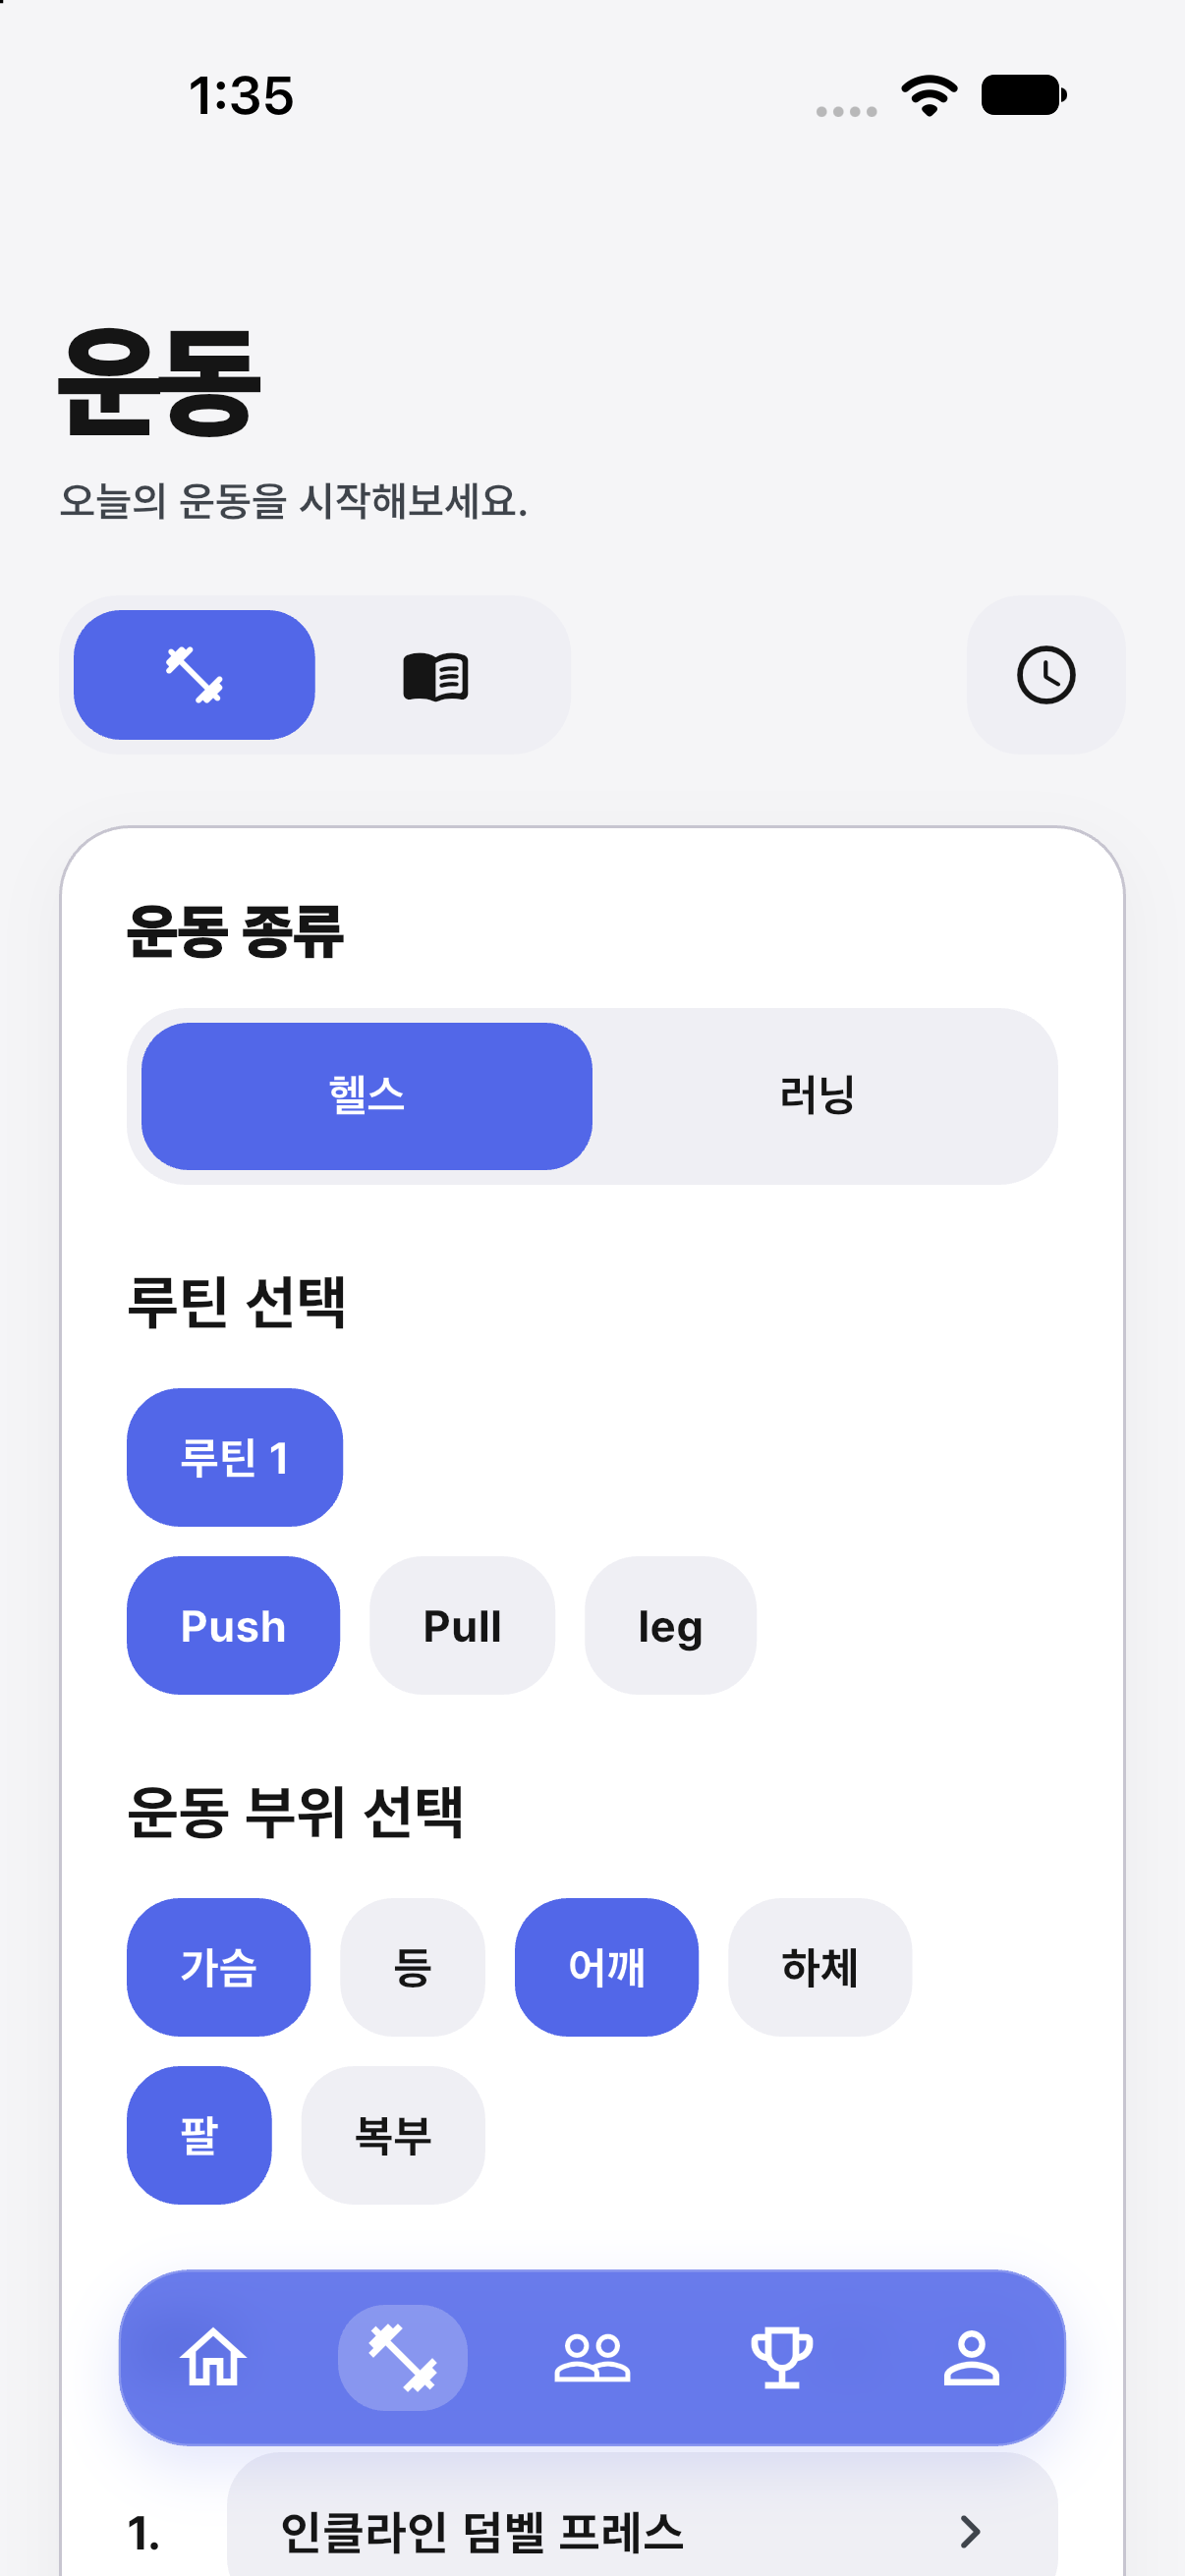 1:35
운동
오늘의 운동을 시작해보세요.
운동 종류
헬스 러닝
루틴 선택
루틴 1
Push Pull leg
운동 부위 선택
가슴 등 어깨 하체
팔 복부
1. 인클라인 덤벨 프레스